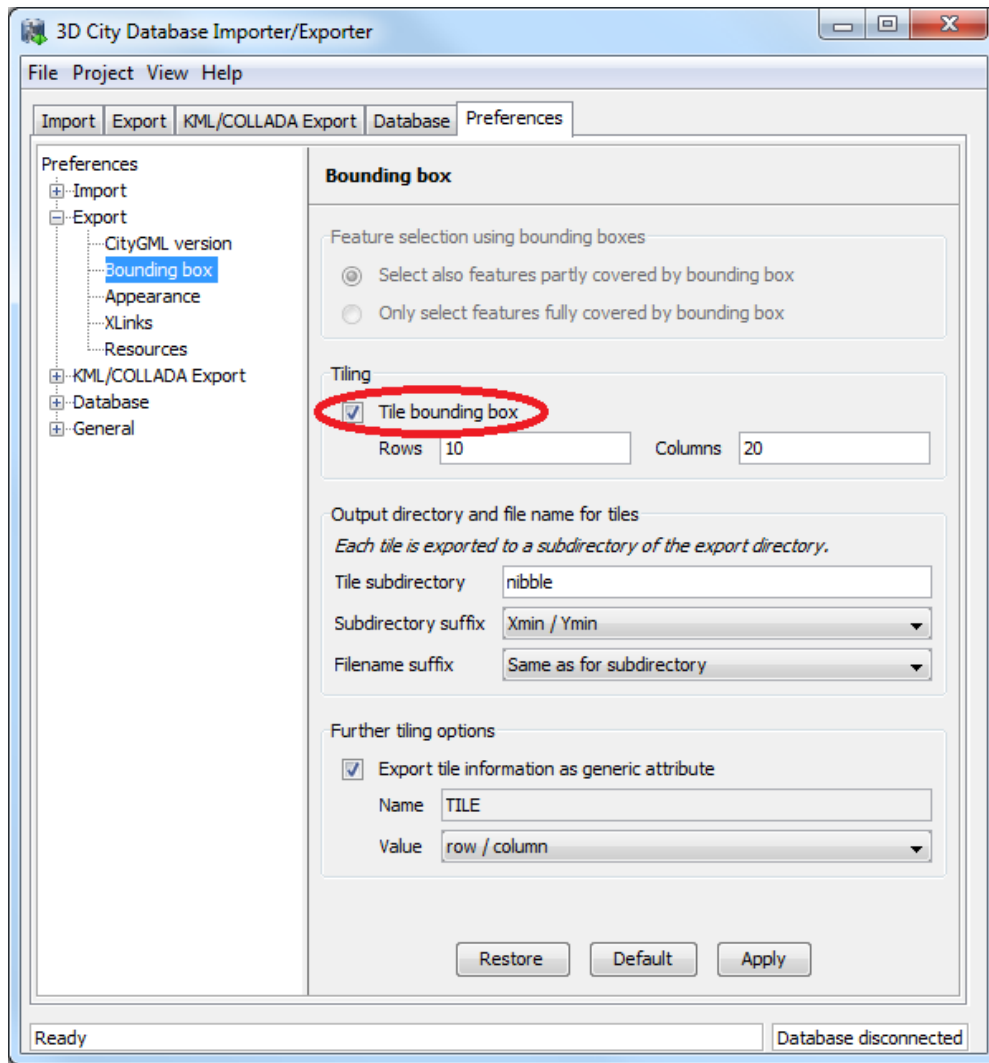 3D City Database Importer/Exporter
File Project View Help
Import Export KML/COLLADA Export Database Preferences
Preferences
Import
Export
CityGML version
Bounding box
Appearance
XLinks
Resources
KML/COLLADA Export
Database
General
Bounding box
Feature selection using bounding boxes
Select also features partly covered by bounding box
Only select features fully covered by bounding box
Tiling
Tile bounding box
Rows 10 Columns 20
Output directory and file name for tiles
Each tile is exported to a subdirectory of the export directory.
Tile subdirectory nibble
Subdirectory suffix Xmin / Ymin
Filename suffix Same as for subdirectory
Further tiling options
Export tile information as generic attribute
Name TILE
Value row / column
Restore Default Apply
Ready Database disconnected